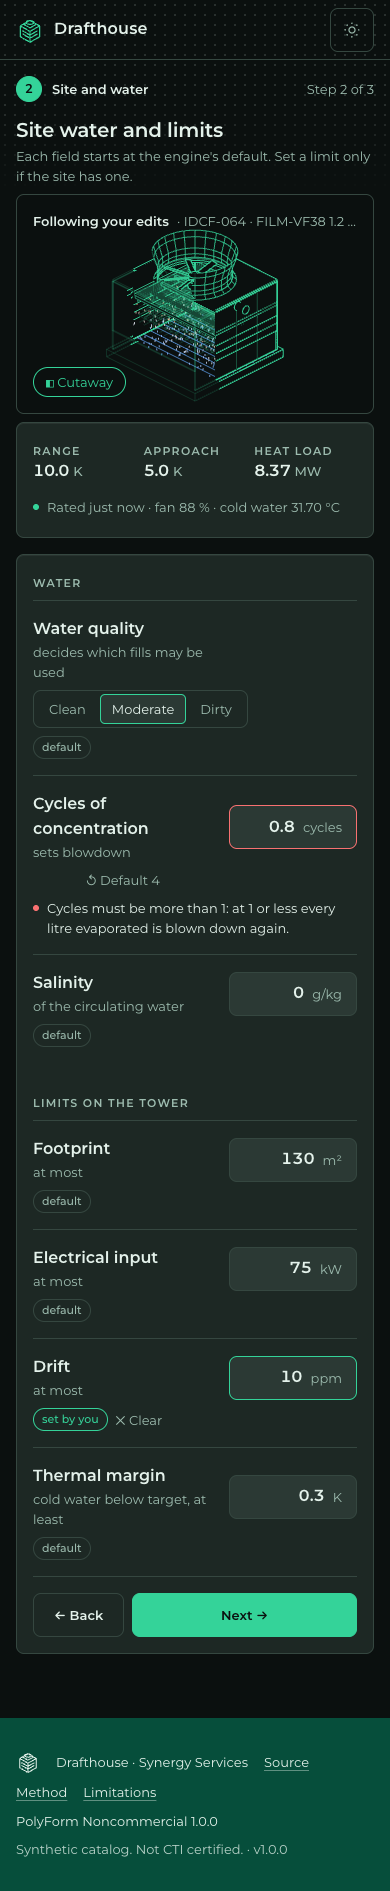 Drafthouse
2 Site and water Step 2 of 3
Site water and limits
Each field starts at the engine's default. Set a limit only
if the site has one.
Following your edits · IDCF-064 · FILM-VF38 1.2 ...
Cutaway
RANGE APPROACH HEAT LOAD
10.0 K 5.0 K 8.37 MW
Rated just now · fan 88 % · cold water 31.70 °C
WATER
Water quality
decides which fills may be
used
Clean Moderate Dirty
default
Cycles of
concentration
0.8 cycles
sets blowdown
Default 4
Cycles must be more than 1: at 1 or less every
litre evaporated is blown down again.
Salinity
0 g/kg
of the circulating water
default
LIMITS ON THE TOWER
Footprint
130 m²
at most
default
Electrical input
75 kW
at most
default
Drift
10 ppm
at most
set by you × Clear
Thermal margin
0.3 K
cold water below target, at
least
default
← Back Next →
Drafthouse · Synergy Services Source
Method Limitations
PolyForm Noncommercial 1.0.0
Synthetic catalog. Not CTI certified. · v1.0.0